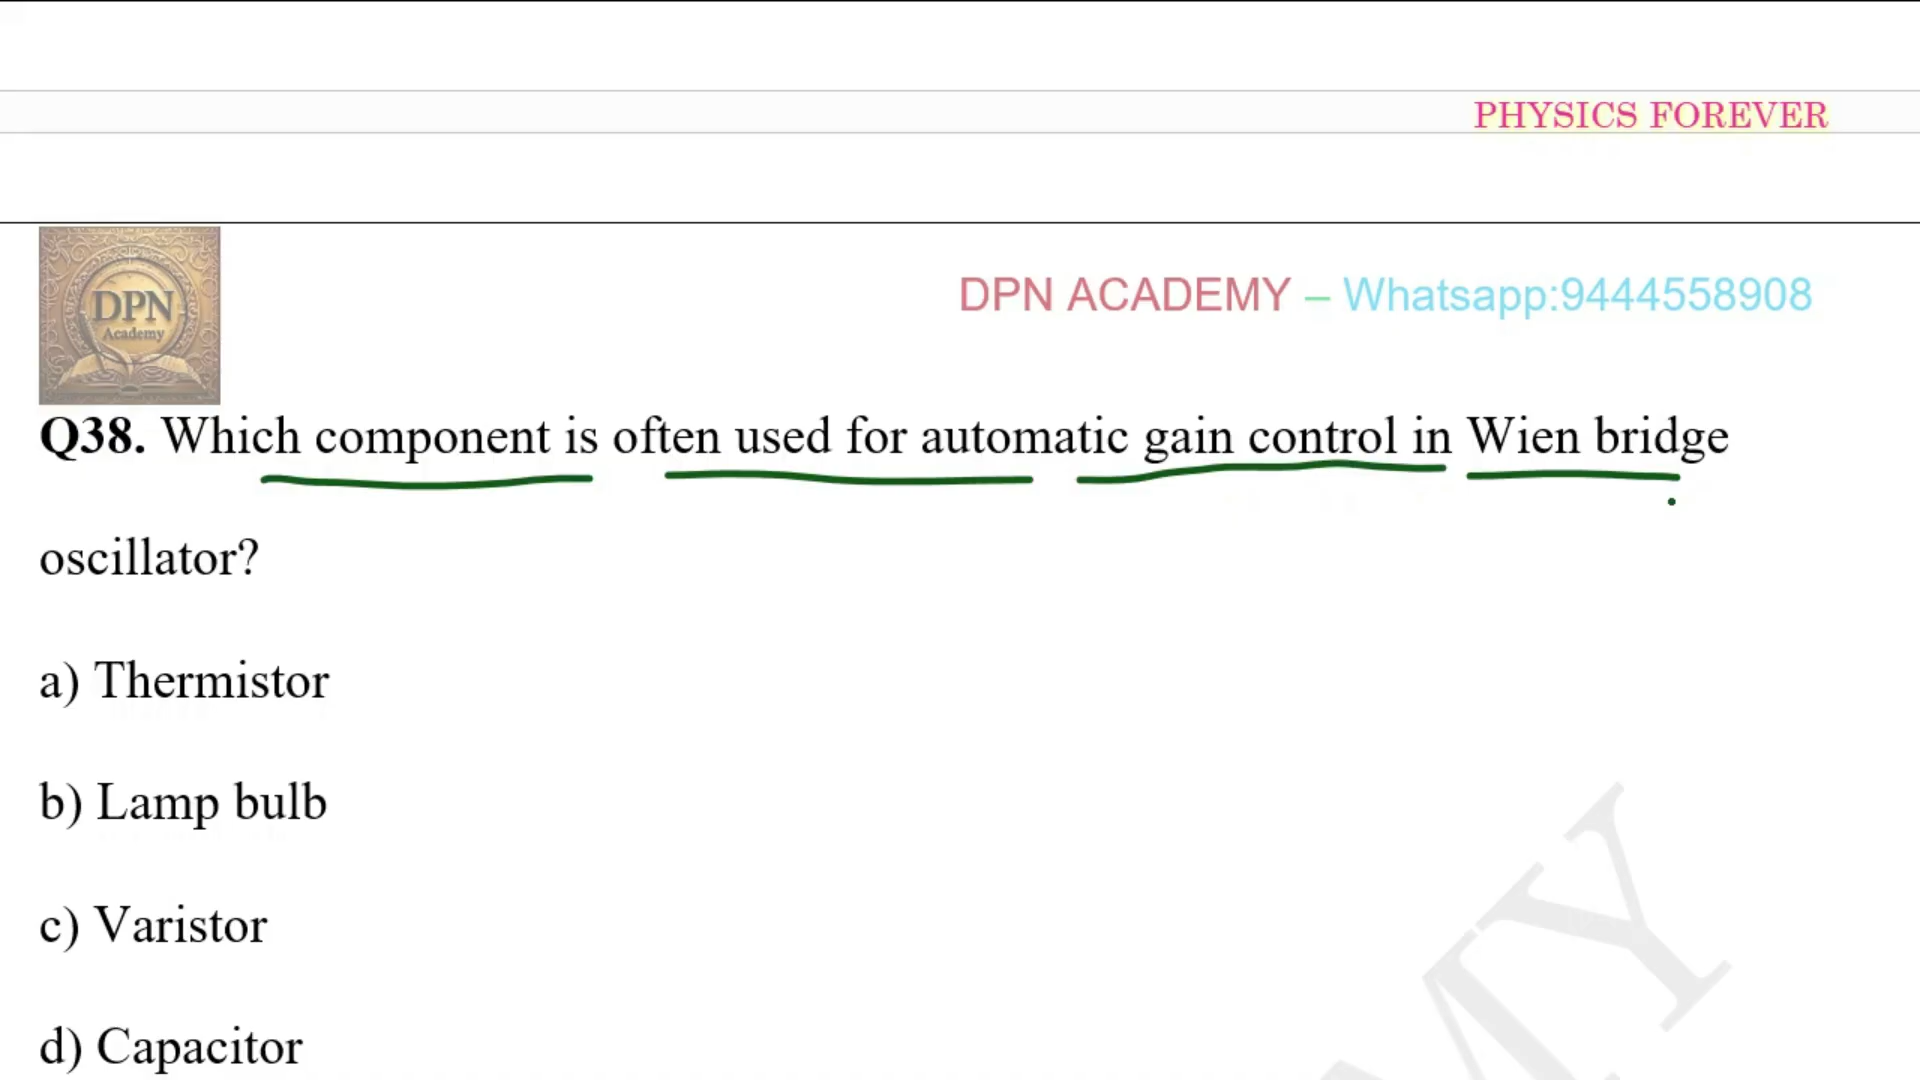 PHYSICS FOREVER
DPN
Academy
DPN ACADEMY – Whatsapp:9444558908
Q38. Which component is often used for automatic gain control in Wien bridge
oscillator?
a) Thermistor
b) Lamp bulb
c) Varistor
d) Capacitor
MY